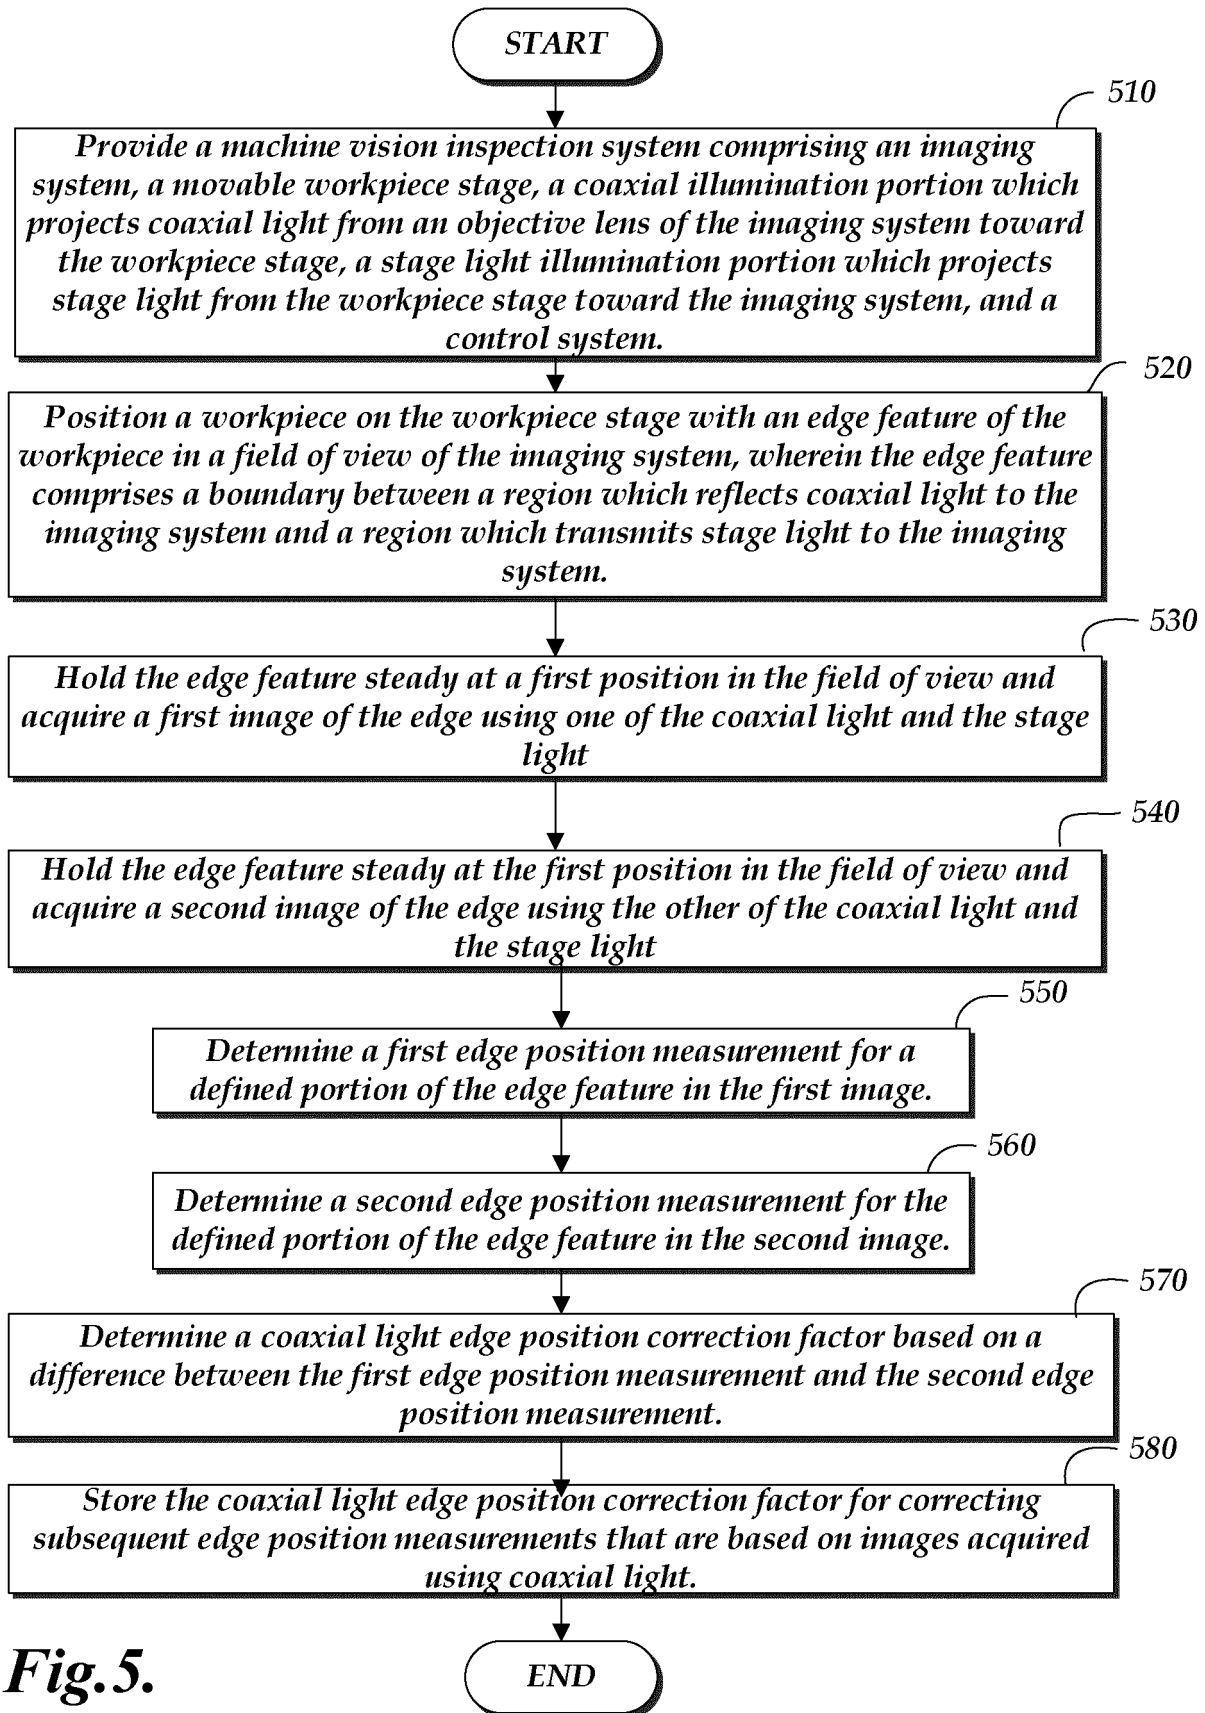 START
510
Provide a machine vision inspection system comprising an imaging
system, a movable workpiece stage, a coaxial illumination portion which
projects coaxial light from an objective lens of the imaging system toward
the workpiece stage, a stage light illumination portion which projects
stage light from the workpiece stage toward the imaging system, and a
control system.
520
Position a workpiece on the workpiece stage with an edge feature of the
workpiece in a field of view of the imaging system, wherein the edge feature
comprises a boundary between a region which reflects coaxial light to the
imaging system and a region which transmits stage light to the imaging
system.
530
Hold the edge feature steady at a first position in the field of view and
acquire a first image of the edge using one of the coaxial light and the stage
light
540
Hold the edge feature steady at the first position in the field of view and
acquire a second image of the edge using the other of the coaxial light and
the stage light
550
Determine a first edge position measurement for a
defined portion of the edge feature in the first image.
560
Determine a second edge position measurement for the
defined portion of the edge feature in the second image.
570
Determine a coaxial light edge position correction factor based on a
difference between the first edge position measurement and the second edge
position measurement.
580
Store the coaxial light edge position correction factor for correcting
subsequent edge position measurements that are based on images acquired
using coaxial light.
END
Fig.5.